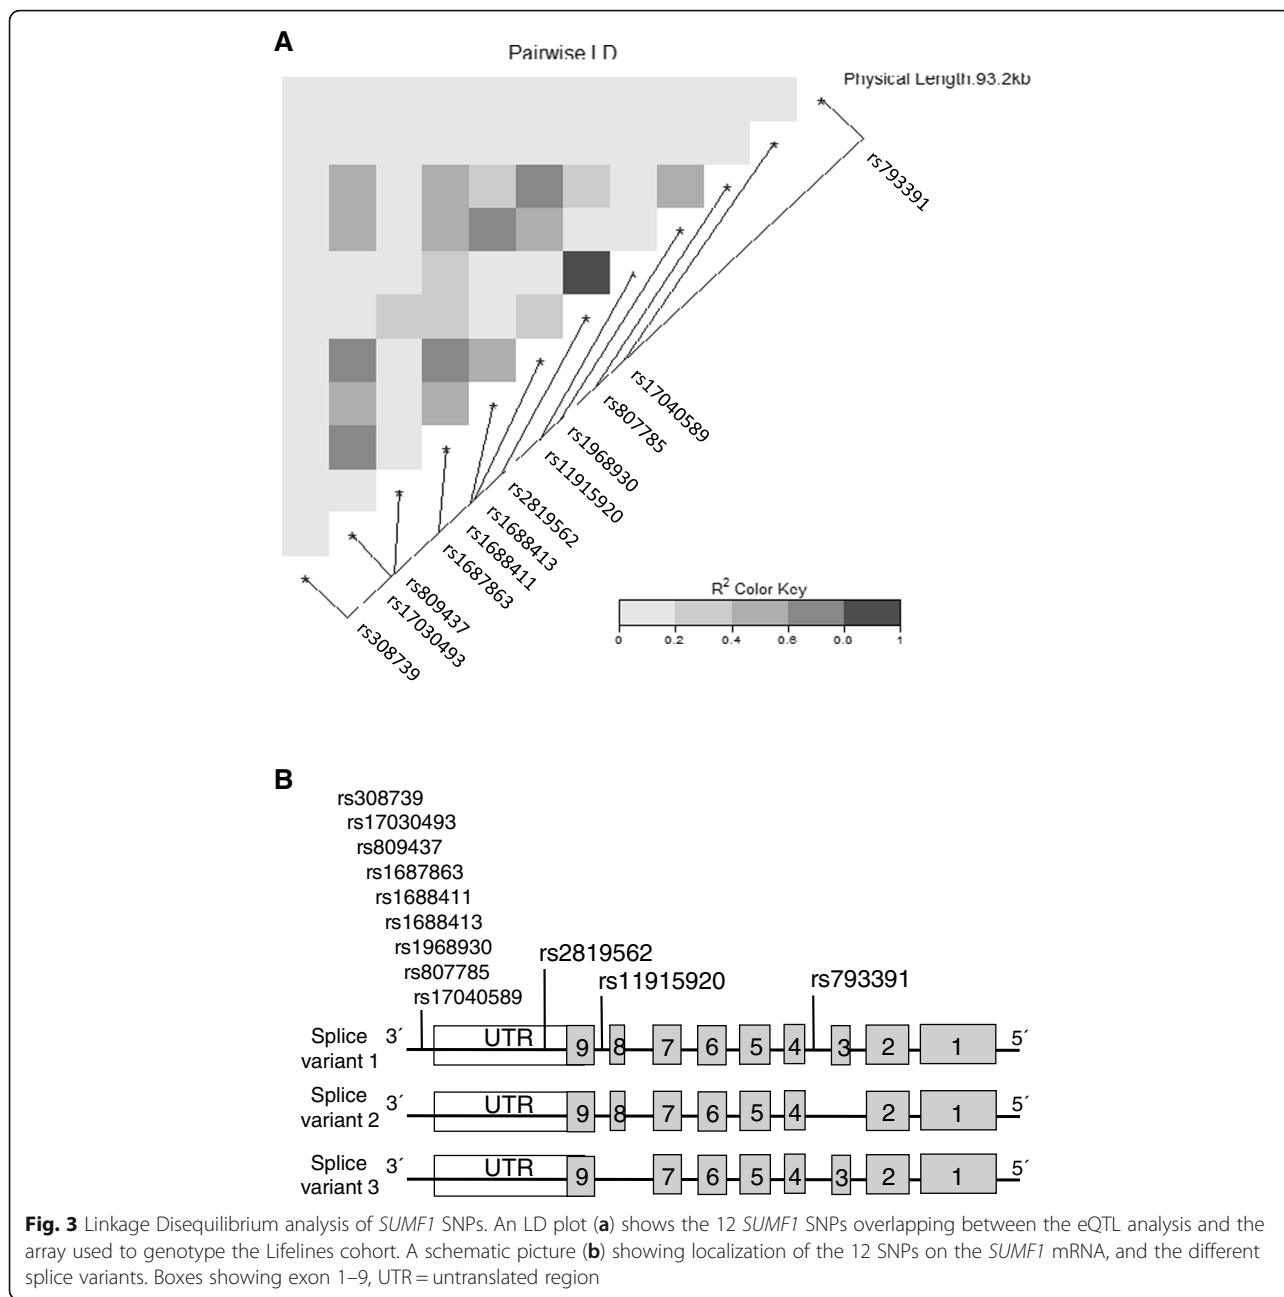 A
Pairwise LD
Physical Length:93.2kb
rs793391
rs17040589
rs807785
rs1968930
rs11915920
rs2819562
rs1688413
rs1688411
rs1687863
rs809437
rs17030493
rs308739
R² Color Key
0 0.2 0.4 0.6 0.8 1
B
rs308739
rs17030493
rs809437
rs1687863
rs1688411
rs1688413
rs1968930
rs807785
rs17040589
rs2819562
rs11915920
rs793391
Splice variant 1 3´ UTR 9 8 7 6 5 4 3 2 1 5´
Splice variant 2 3´ UTR 9 8 7 6 5 4 2 1 5´
Splice variant 3 3´ UTR 9 7 6 5 4 3 2 1 5´
Fig. 3 Linkage Disequilibrium analysis of SUMF1 SNPs. An LD plot (a) shows the 12 SUMF1 SNPs overlapping between the eQTL analysis and the
array used to genotype the Lifelines cohort. A schematic picture (b) showing localization of the 12 SNPs on the SUMF1 mRNA, and the different
splice variants. Boxes showing exon 1–9, UTR = untranslated region